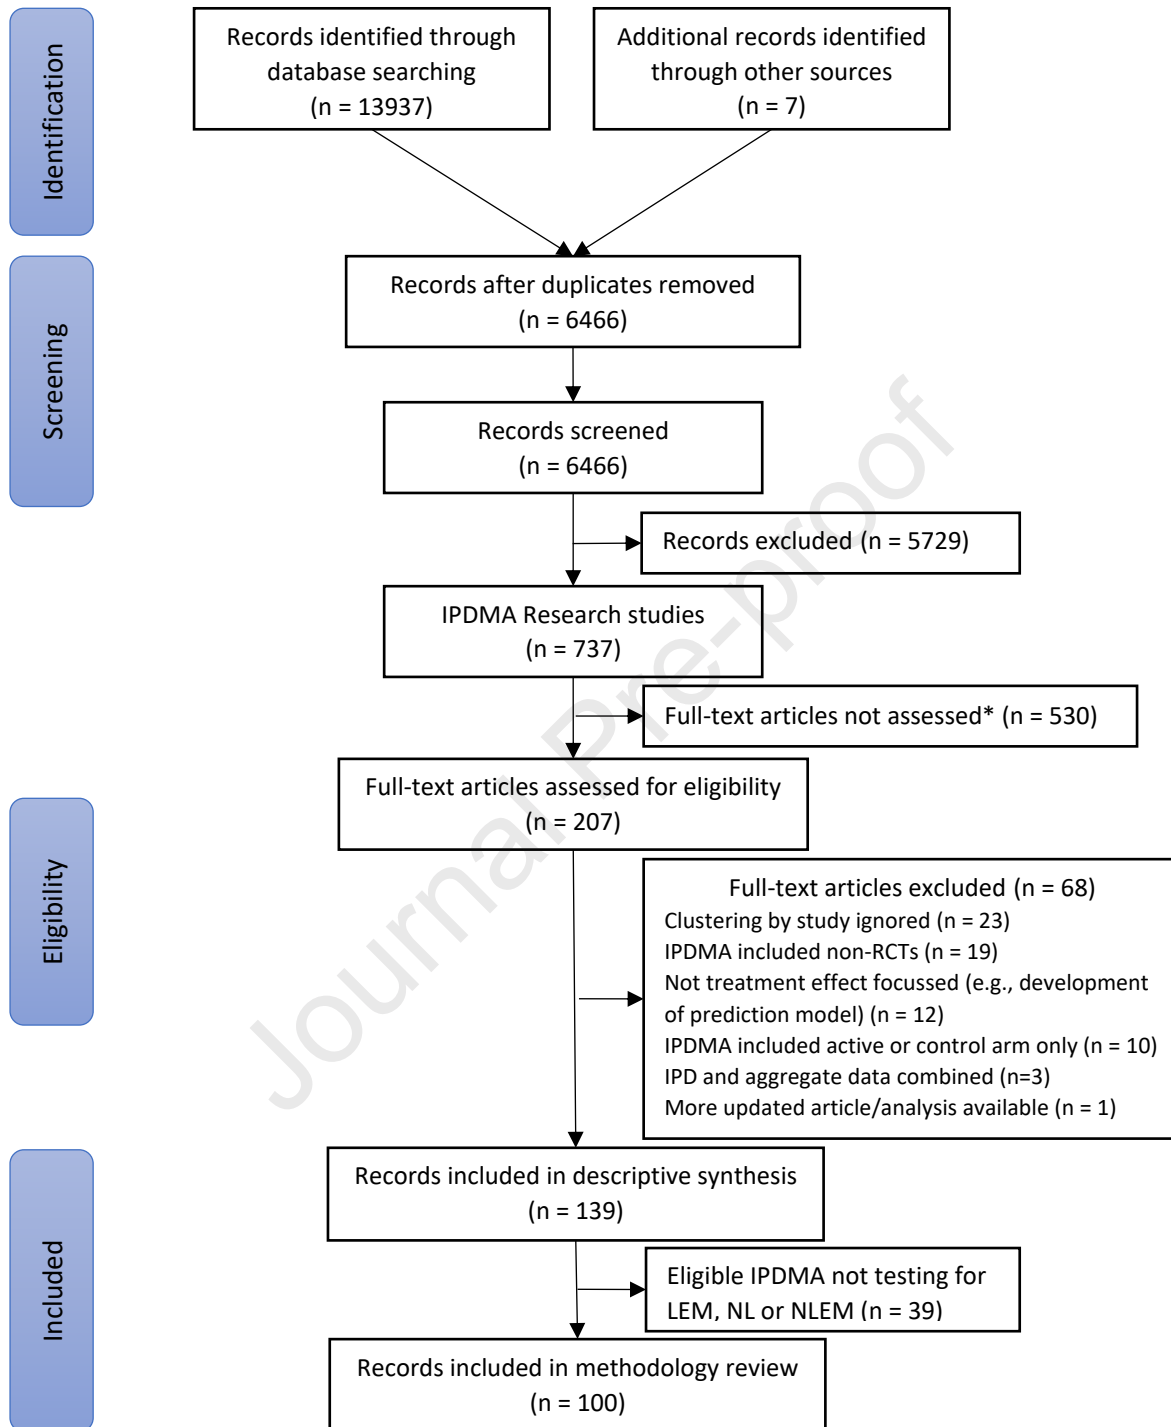 Identification
Records identified through
database searching
(n = 13937)
Additional records identified
through other sources
(n = 7)
Screening
Records after duplicates removed
(n = 6466)
Records screened
(n = 6466)
Records excluded (n = 5729)
IPDMA Research studies
(n = 737)
Full-text articles not assessed* (n = 530)
Eligibility
Full-text articles assessed for eligibility
(n = 207)
Full-text articles excluded (n = 68)
Clustering by study ignored (n = 23)
IPDMA included non-RCTs (n = 19)
Not treatment effect focussed (e.g., development
of prediction model) (n = 12)
IPDMA included active or control arm only (n = 10)
IPD and aggregate data combined (n=3)
More updated article/analysis available (n = 1)
Included
Records included in descriptive synthesis
(n = 139)
Eligible IPDMA not testing for
LEM, NL or NLEM (n = 39)
Records included in methodology review
(n = 100)
Journal Pre-proof